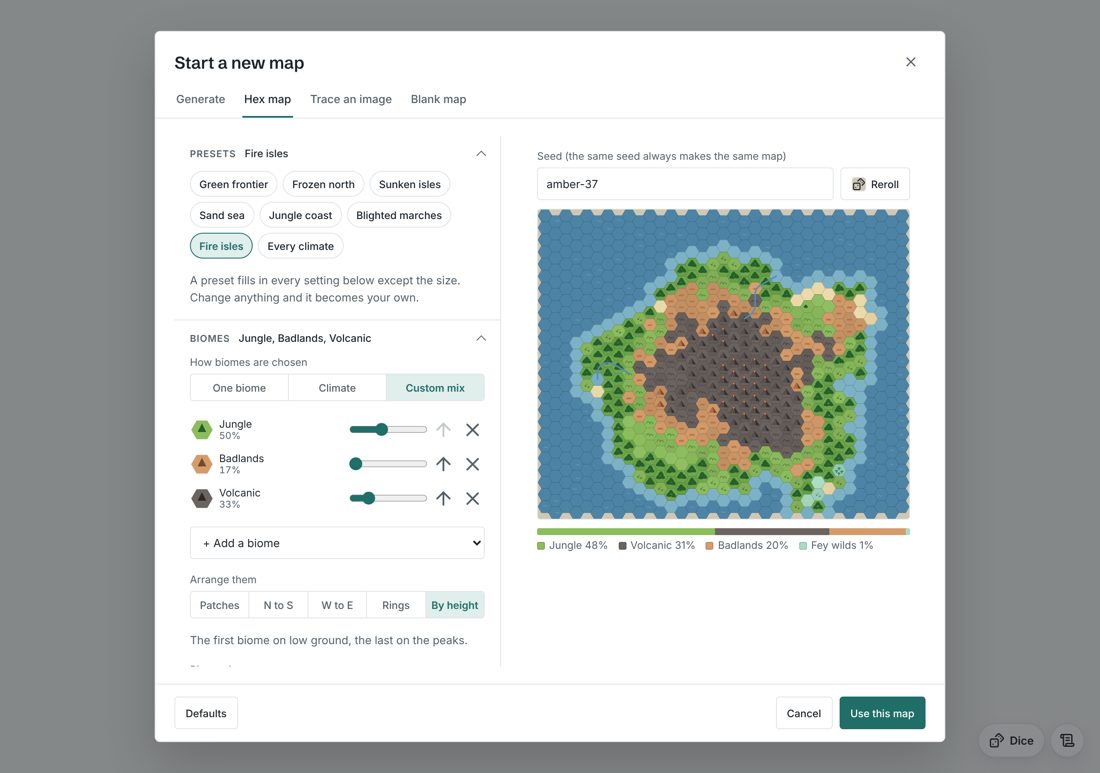 Start a new map
Generate
Hex map
Trace an image
Blank map
PRESETS Fire isles
Green frontier
Frozen north
Sunken isles
Sand sea
Jungle coast
Blighted marches
Fire isles
Every climate
A preset fills in every setting below except the size.
Change anything and it becomes your own.
BIOMES Jungle, Badlands, Volcanic
How biomes are chosen
One biome
Climate
Custom mix
Jungle
50%
Badlands
17%
Volcanic
33%
+ Add a biome
Arrange them
Patches
N to S
W to E
Rings
By height
The first biome on low ground, the last on the peaks.
Seed (the same seed always makes the same map)
amber-37
Reroll
Jungle 48%
Volcanic 31%
Badlands 20%
Fey wilds 1%
Defaults
Cancel
Use this map
Dice